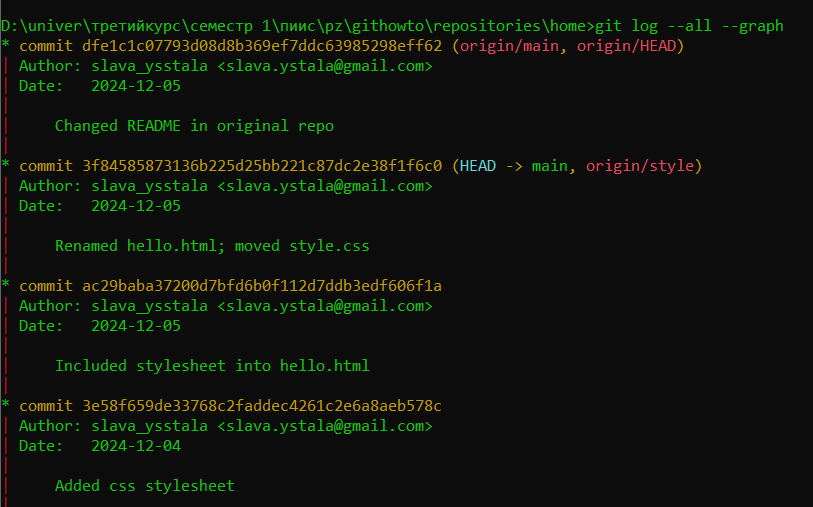 D:\univer\третийкурс\семестр 1\пиис\pz\githowto\repositories\home>git log --all --graph
* commit dfe1c1c07793d08d8b369ef7ddc63985298eff62 (origin/main, origin/HEAD)
| Author: slava_ysstala <slava.ystala@gmail.com>
| Date:   2024-12-05
|
|     Changed README in original repo
|
* commit 3f84585873136b225d25bb221c87dc2e38f1f6c0 (HEAD -> main, origin/style)
| Author: slava_ysstala <slava.ystala@gmail.com>
| Date:   2024-12-05
|
|     Renamed hello.html; moved style.css
|
* commit ac29baba37200d7bfd6b0f112d7ddb3edf606f1a
| Author: slava_ysstala <slava.ystala@gmail.com>
| Date:   2024-12-05
|
|     Included stylesheet into hello.html
|
* commit 3e58f659de33768c2faddec4261c2e6a8aeb578c
| Author: slava_ysstala <slava.ystala@gmail.com>
| Date:   2024-12-04
|
|     Added css stylesheet
|